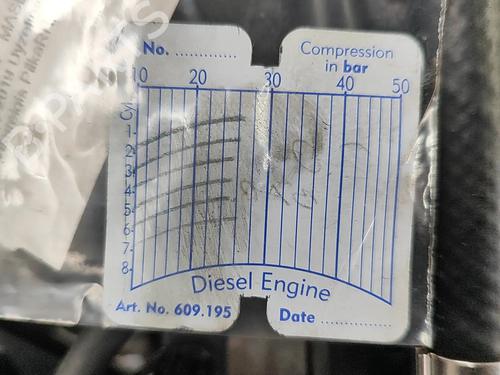 No. ............
Compression
in bar
10 20 30 40 50
Cyl.
1
2
3
4
5
6
7
8
Diesel Engine
Art. No. 609.195
Date ..............